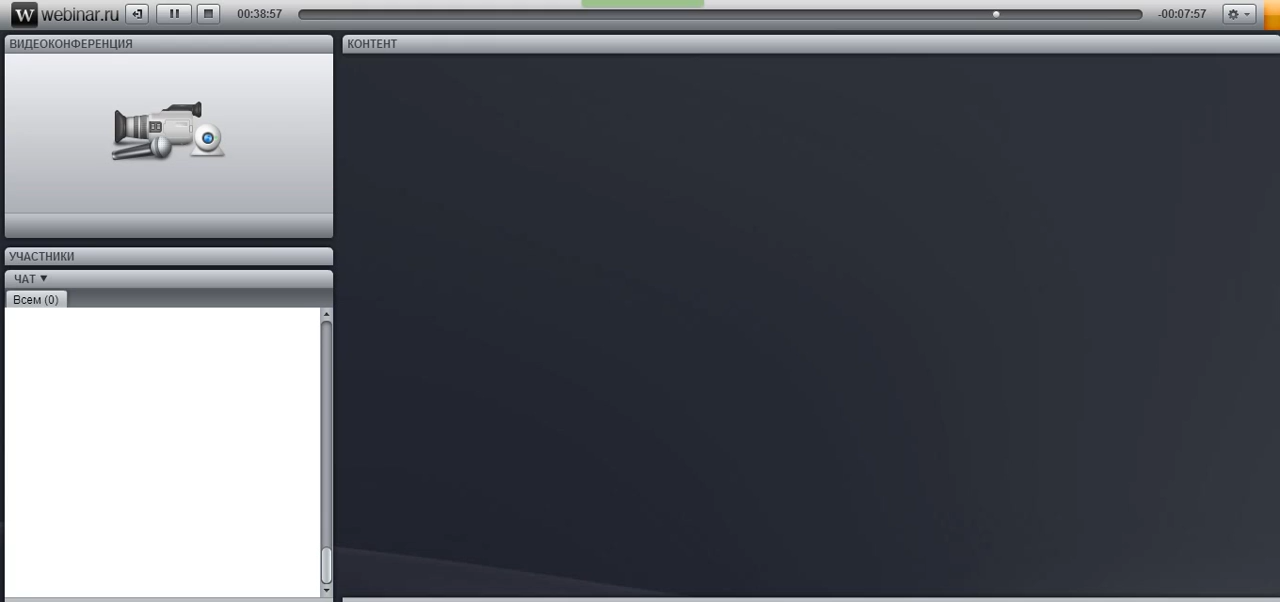 W webinar.ru 00:38:57 -00:07:57
ВИДЕОКОНФЕРЕНЦИЯ
КОНТЕНТ
УЧАСТНИКИ
ЧАТ
Всем (0)